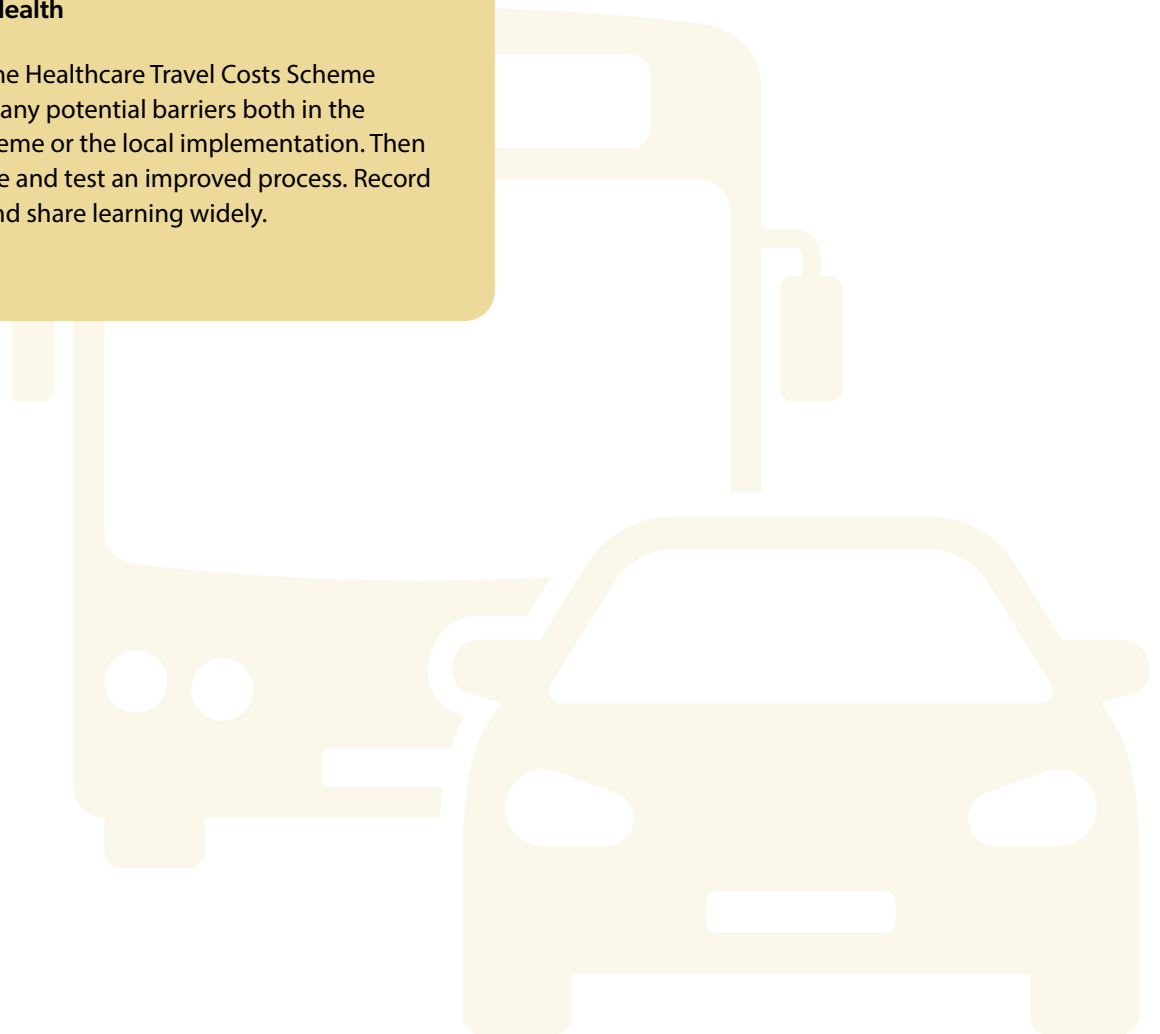 Health
he Healthcare Travel Costs Scheme
any potential barriers both in the
eme or the local implementation. Then
e and test an improved process. Record
nd share learning widely.